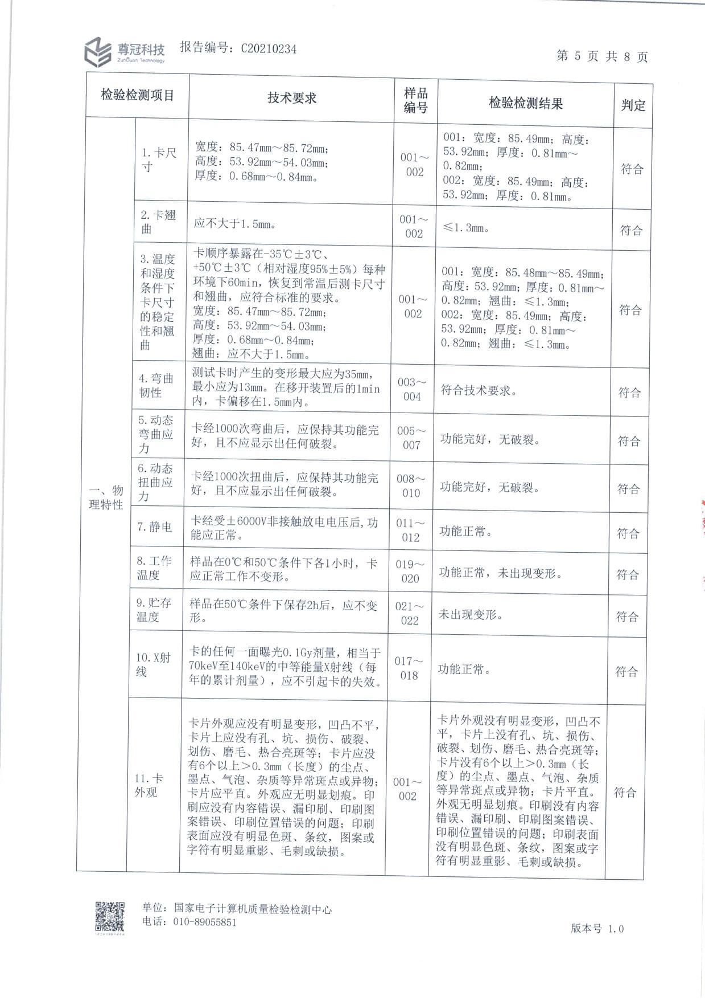 尊冠科技
ZunGuan Technology
报告编号：C20210234
第 5 页 共 8 页
检验检测项目
技术要求
样品
编号
检验检测结果
判定
一、物
理特性
1.卡尺
寸
宽度：85.47mm～85.72mm；
高度：53.92mm～54.03mm；
厚度：0.68mm～0.84mm。
001～
002
001：宽度：85.49mm；高度：
53.92mm；厚度：0.81mm～
0.82mm；
002：宽度：85.49mm；高度：
53.92mm；厚度：0.81mm。
符合
2.卡翘
曲
应不大于1.5mm。
001～
002
≤1.3mm。
符合
3.温度
和湿度
条件下
卡尺寸
的稳定
性和翘
曲
卡顺序暴露在-35℃±3℃、
+50℃±3℃（相对湿度95%±5%）每种
环境下60min，恢复到常温后测卡尺寸
和翘曲，应符合标准的要求。
宽度：85.47mm～85.72mm；
高度：53.92mm～54.03mm；
厚度：0.68mm～0.84mm；
翘曲：应不大于1.5mm。
001～
002
001：宽度：85.48mm～85.49mm；
高度：53.92mm；厚度：0.81mm～
0.82mm；翘曲：≤1.3mm；
002：宽度：85.49mm；高度：
53.92mm；厚度：0.81mm～
0.82mm；翘曲：≤1.3mm。
符合
4.弯曲
韧性
测试卡时产生的变形最大应为35mm，
最小应为13mm。在移开装置后的1min
内，卡偏移在1.5mm内。
003～
004
符合技术要求。
符合
5.动态
弯曲应
力
卡经1000次弯曲后，应保持其功能完
好，且不应显示出任何破裂。
005～
007
功能完好，无破裂。
符合
6.动态
扭曲应
力
卡经1000次扭曲后，应保持其功能完
好，且不应显示出任何破裂。
008～
010
功能完好，无破裂。
符合
7.静电
卡经受±6000V非接触放电电压后,功
能应正常。
011～
012
功能正常。
符合
8.工作
温度
样品在0℃和50℃条件下各1小时，卡
应正常工作不变形。
019～
020
功能正常，未出现变形。
符合
9.贮存
温度
样品在50℃条件下保存2h后，应不变
形。
021～
022
未出现变形。
符合
10.X射
线
卡的任何一面曝光0.1Gy剂量，相当于
70keV至140keV的中等能量X射线（每
年的累计剂量），应不引起卡的失效。
017～
018
功能正常。
符合
11.卡
外观
卡片外观应没有明显变形，凹凸不平，
卡片上应没有孔、坑、损伤、破裂、
划伤、磨毛、热合亮斑等；卡片应没
有6个以上＞0.3mm（长度）的尘点、
墨点、气泡、杂质等异常斑点或异物；
卡片应平直。外观应无明显划痕。印
刷应没有内容错误、漏印刷、印刷图
案错误、印刷位置错误的问题；印刷
表面应没有明显色斑、条纹，图案或
字符有明显重影、毛刺或缺损。
001～
002
卡片外观没有明显变形，凹凸不
平，卡片上没有孔、坑、损伤、
破裂、划伤、磨毛、热合亮斑等；
卡片没有6个以上＞0.3mm（长
度）的尘点、墨点、气泡、杂质
等异常斑点或异物；卡片平直。
外观无明显划痕。印刷没有内容
错误、漏印刷、印刷图案错误、
印刷位置错误的问题；印刷表面
没有明显色斑、条纹，图案或字
符有明显重影、毛刺或缺损。
符合
单位：国家电子计算机质量检验检测中心
电话：010-89055851
版本号 1.0